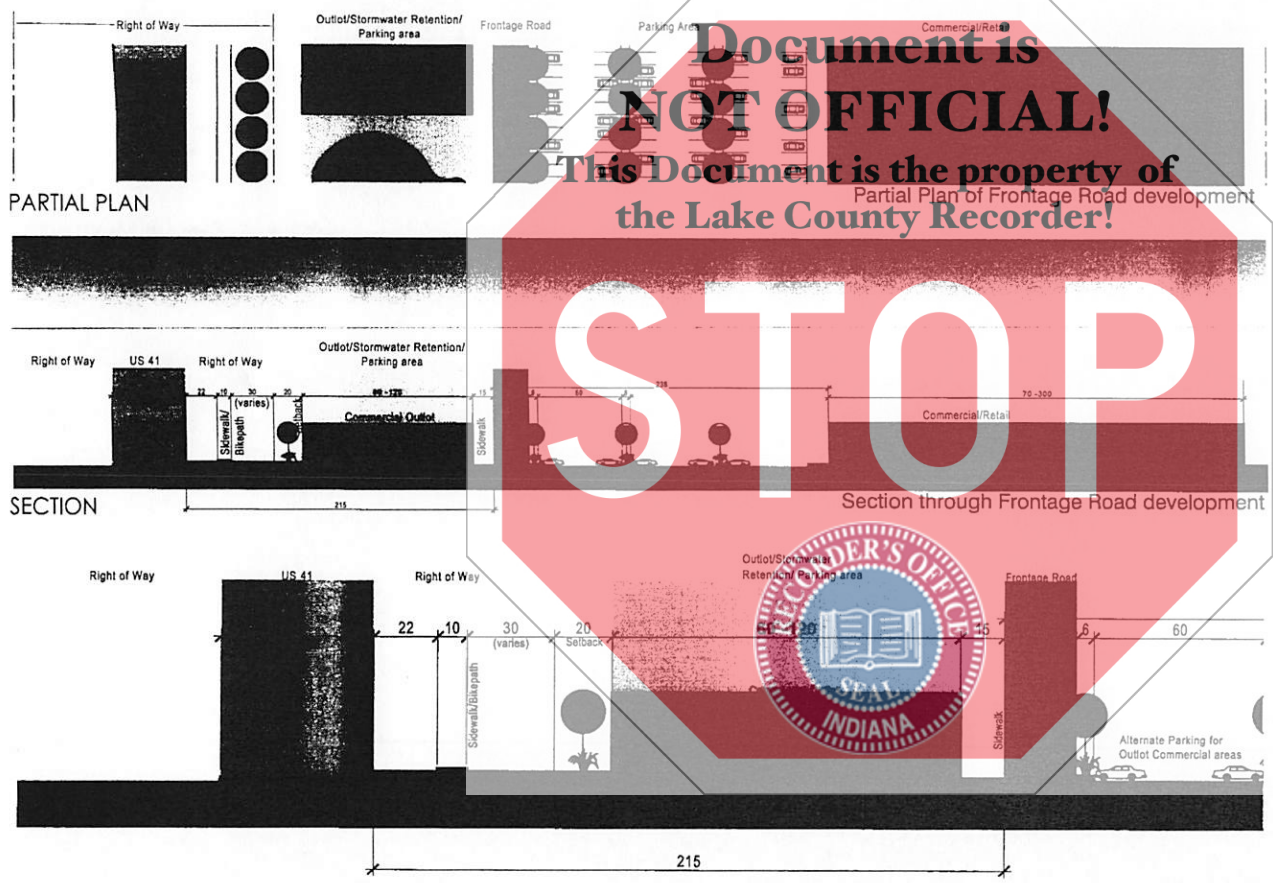 Right of Way
Outlot/Stormwater Retention/
Parking area
Frontage Road
Parking Area
Commercial/Retail
Document is
NOT OFFICIAL!
This Document is the property of
the Lake County Recorder!
PARTIAL PLAN
Partial Plan of Frontage Road development
STOP
Right of Way
US 41
Right of Way
Outlot/Stormwater Retention/
Parking area
22
10
30
(varies)
20
Setback
15
235
60
70 -300
Sidewalk/
Bikepath
Commercial Outlot
Sidewalk
Commercial/Retail
SECTION
215
Section through Frontage Road development
Right of Way
US 41
Right of Way
Outlot/Stormwater
Retention/ Parking area
Frontage Road
22
10
30
(varies)
20
Setback
15
6
60
Sidewalk/Bikepath
Sidewalk
Alternate Parking for
Outlot Commercial areas
RECORDER'S OFFICE
SEAL
INDIANA
215